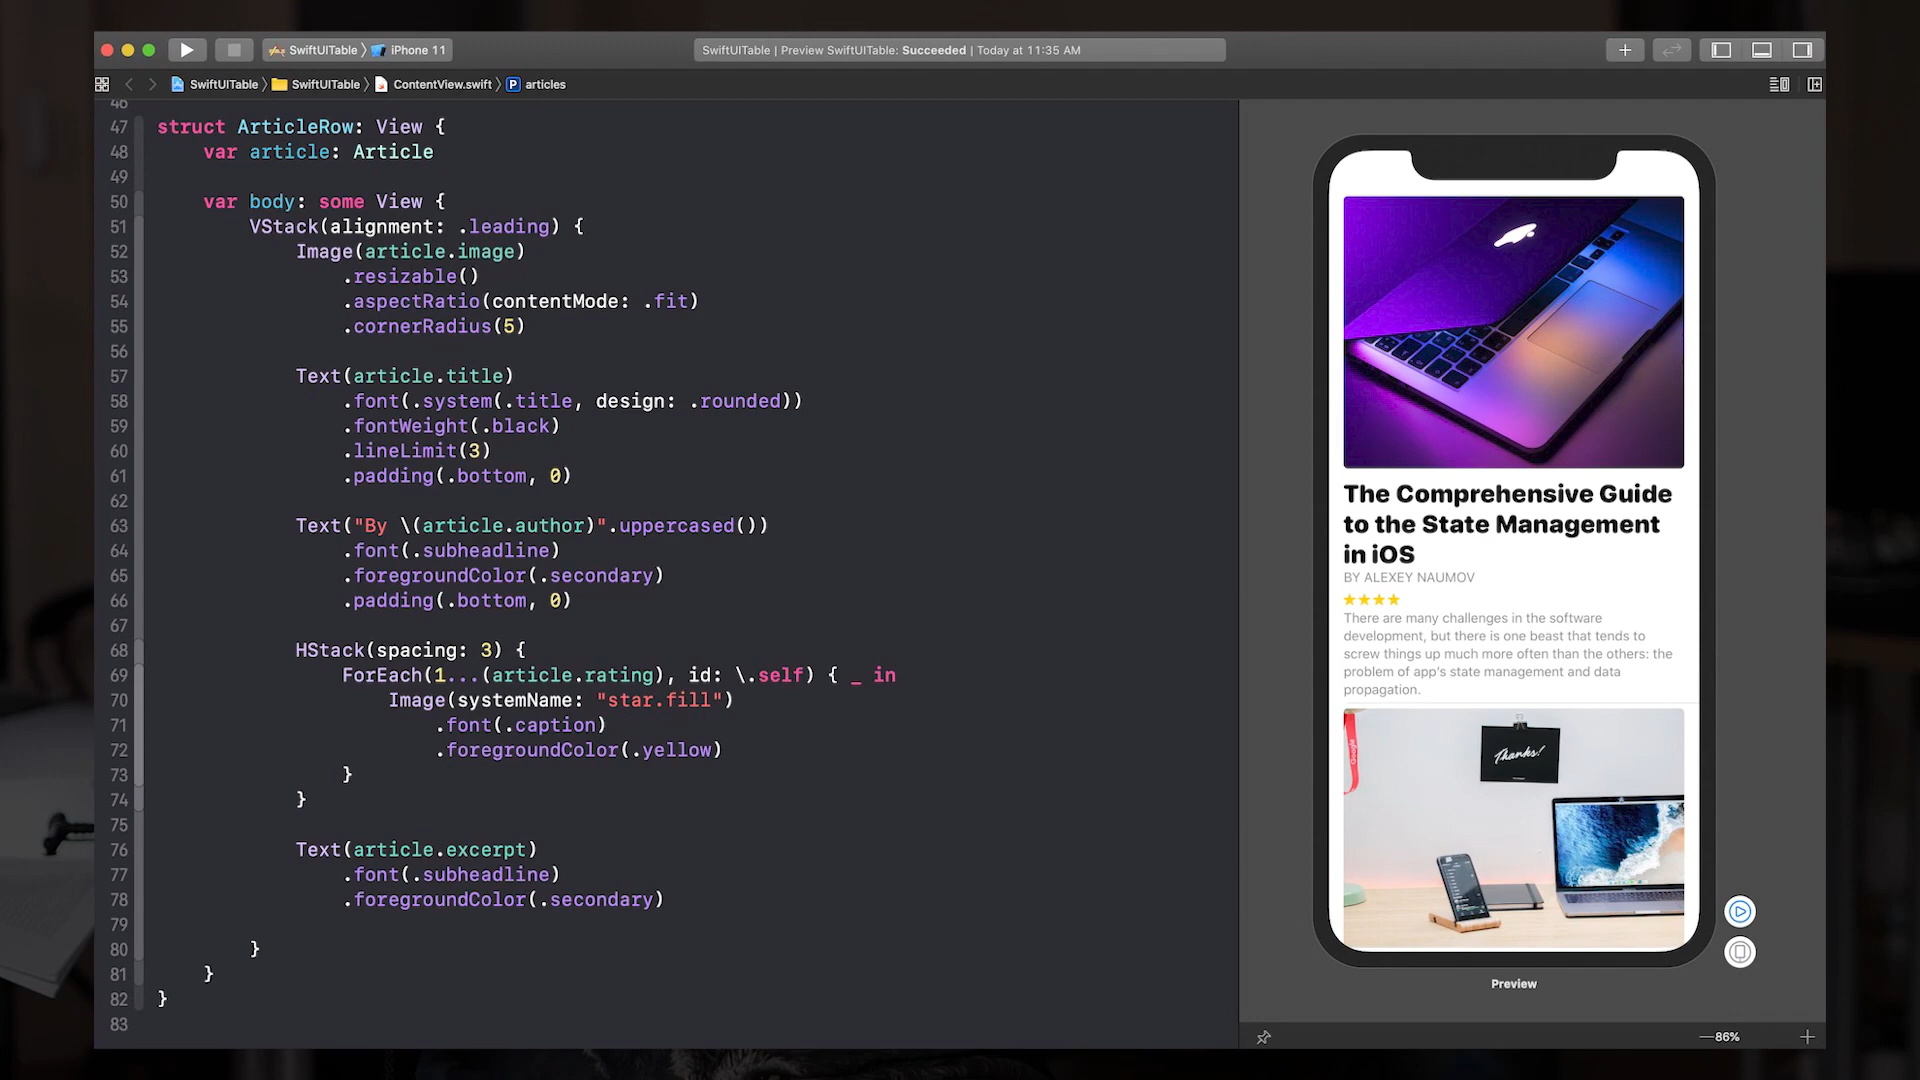 SwiftUITable
iPhone 11
SwiftUITable | Preview SwiftUITable: Succeeded | Today at 11:35 AM
SwiftUITable
SwiftUITable
ContentView.swift
P
articles
46
47 struct ArticleRow: View {
48 var article: Article
49
50 var body: some View {
51 VStack(alignment: .leading) {
52 Image(article.image)
53 .resizable()
54 .aspectRatio(contentMode: .fit)
55 .cornerRadius(5)
56
57 Text(article.title)
58 .font(.system(.title, design: .rounded))
59 .fontWeight(.black)
60 .lineLimit(3)
61 .padding(.bottom, 0)
62
63 Text("By \(article.author)".uppercased())
64 .font(.subheadline)
65 .foregroundColor(.secondary)
66 .padding(.bottom, 0)
67
68 HStack(spacing: 3) {
69 ForEach(1...(article.rating), id: \.self) { _ in
70 Image(systemName: "star.fill")
71 .font(.caption)
72 .foregroundColor(.yellow)
73 }
74 }
75
76 Text(article.excerpt)
77 .font(.subheadline)
78 .foregroundColor(.secondary)
79
80 }
81 }
82 }
83
The Comprehensive Guide
to the State Management
in iOS
BY ALEXEY NAUMOV
There are many challenges in the software
development, but there is one beast that tends to
screw things up much more often than the others: the
problem of app's state management and data
propagation.
Google
Thanks!
Preview
86%